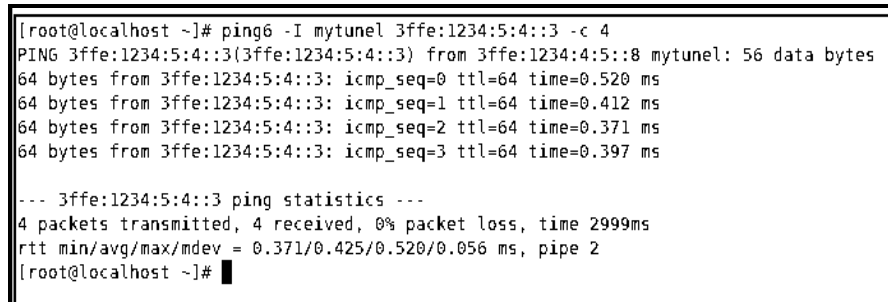 [root@localhost ~]# ping6 -I mytunel 3ffe:1234:5:4::3 -c 4
PING 3ffe:1234:5:4::3(3ffe:1234:5:4::3) from 3ffe:1234:4:5::8 mytunel: 56 data bytes
64 bytes from 3ffe:1234:5:4::3: icmp_seq=0 ttl=64 time=0.520 ms
64 bytes from 3ffe:1234:5:4::3: icmp_seq=1 ttl=64 time=0.412 ms
64 bytes from 3ffe:1234:5:4::3: icmp_seq=2 ttl=64 time=0.371 ms
64 bytes from 3ffe:1234:5:4::3: icmp_seq=3 ttl=64 time=0.397 ms
--- 3ffe:1234:5:4::3 ping statistics ---
4 packets transmitted, 4 received, 0% packet loss, time 2999ms
rtt min/avg/max/mdev = 0.371/0.425/0.520/0.056 ms, pipe 2
[root@localhost ~]#